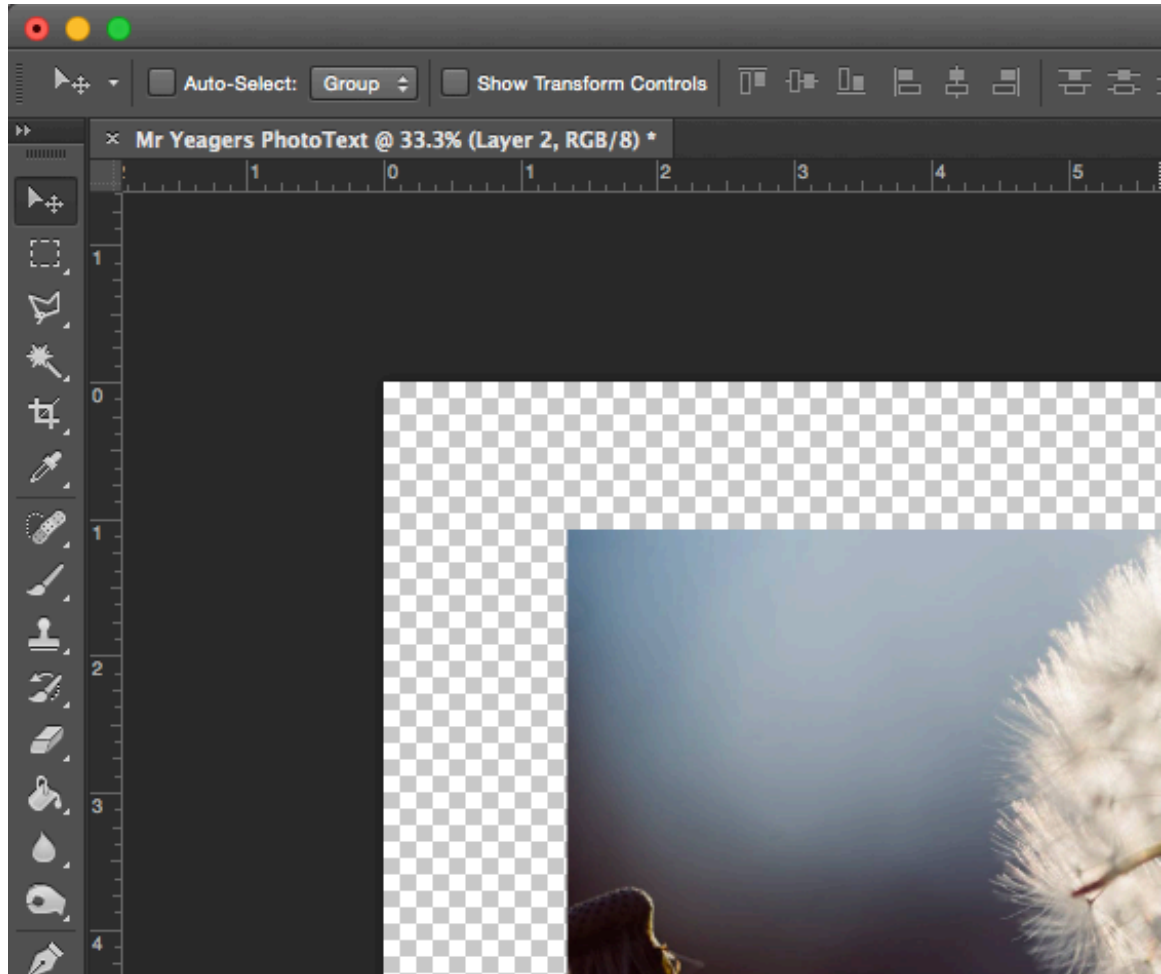 Auto-Select: Group Show Transform Controls
× Mr Yeagers PhotoText @ 33.3% (Layer 2, RGB/8) *
1 0 1 2 3 4 5
1
0
1
2
3
4